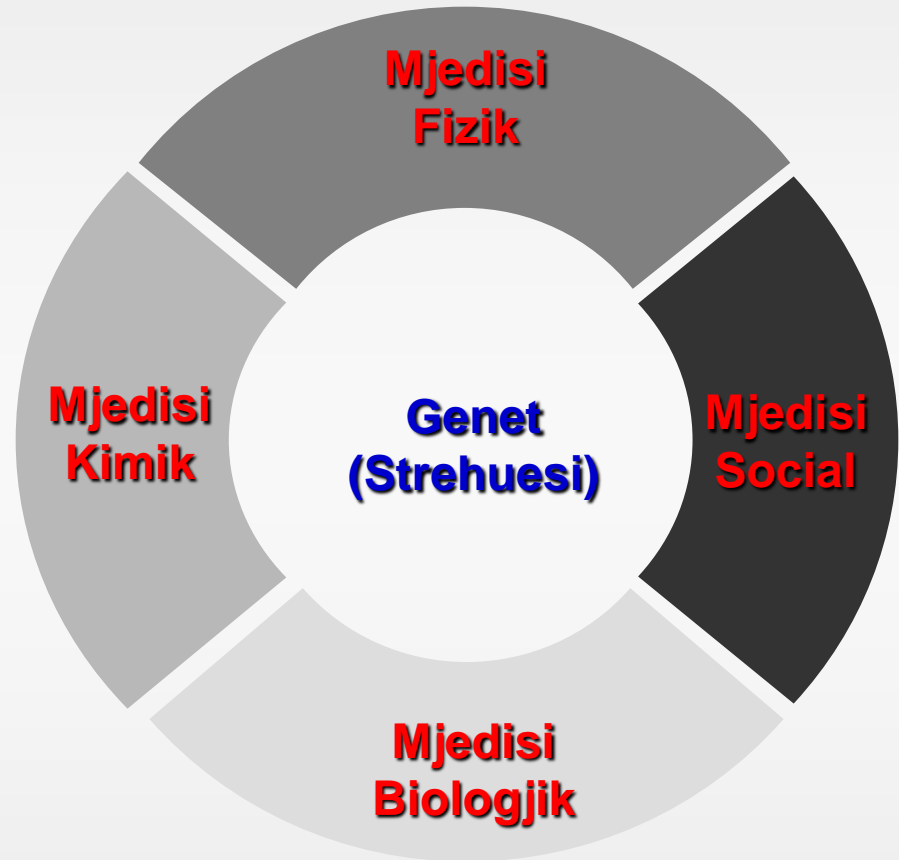 Mjedisi
Fizik
Mjedisi
Kimik
Genet
(Strehuesi)
Mjedisi
Social
Mjedisi
Biologjik